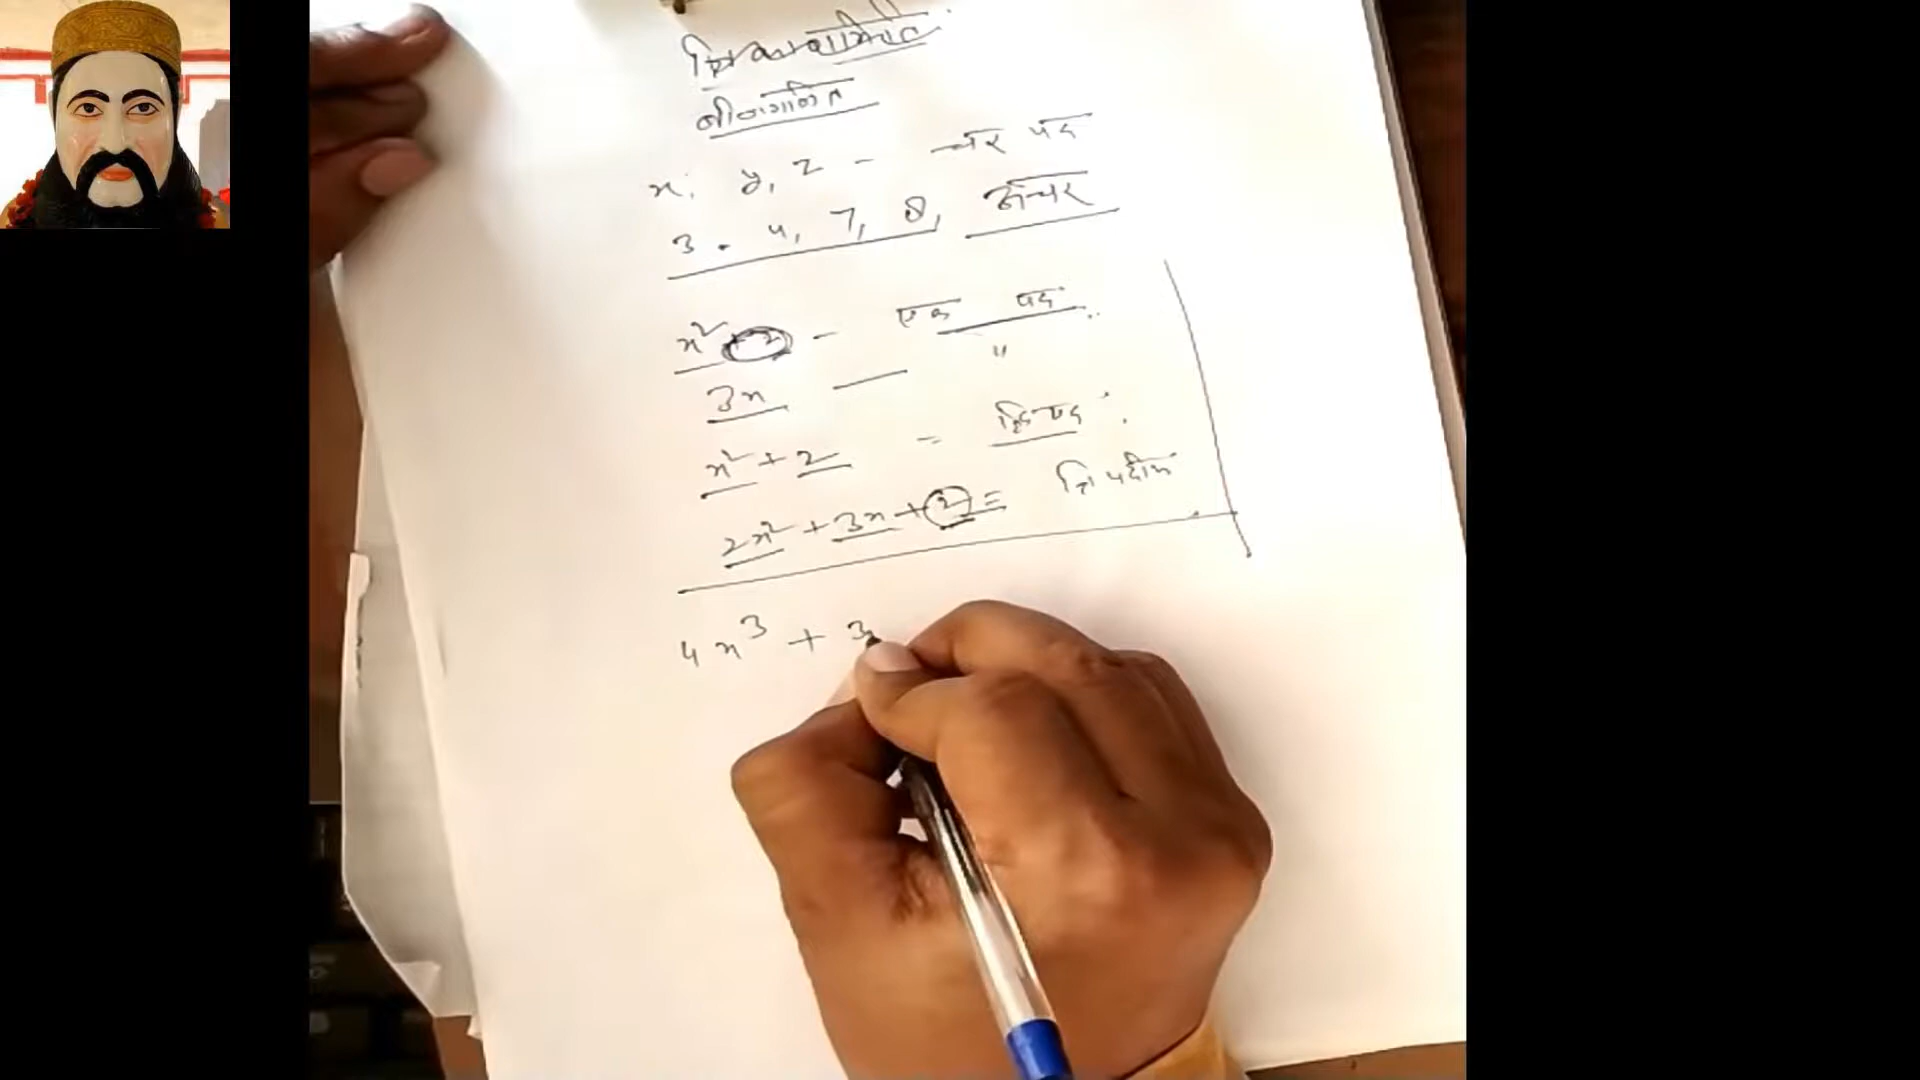 बीजगणित
x, y, z - चर पद
3. 4, 7, 8, अचर
x² - एक पद
3x — "
x² + 2 = द्विपद
2x² + 3x + 2 = त्रिपदीय
4x³ + 3